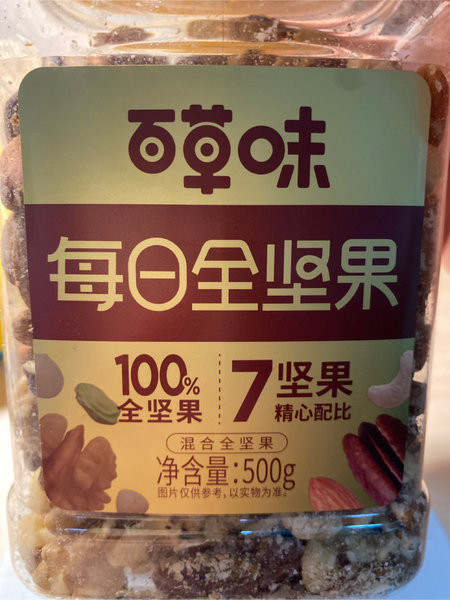 百草味
每日全坚果
100%
全坚果
7坚果
精心配比
混合全坚果
净含量:500g
图片仅供参考,以实物为准。